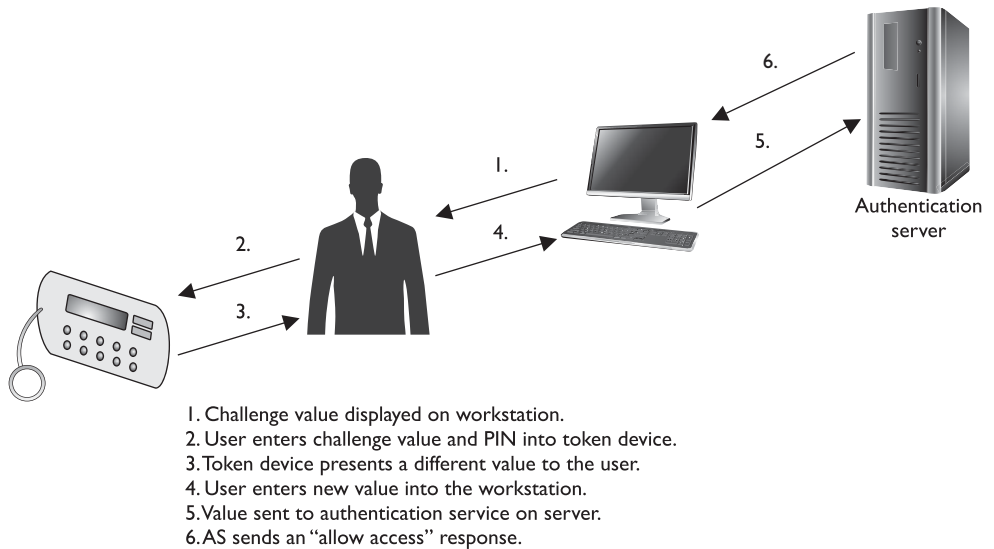 6.
5.
1.
4.
2.
3.
Authentication
server
1. Challenge value displayed on workstation.
2. User enters challenge value and PIN into token device.
3. Token device presents a different value to the user.
4. User enters new value into the workstation.
5. Value sent to authentication service on server.
6. AS sends an “allow access” response.